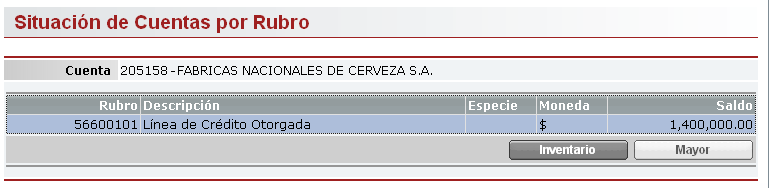 Situación de Cuentas por Rubro
Cuenta 205158 -FABRICAS NACIONALES DE CERVEZA S.A.
Rubro Descripción Especie Moneda Saldo
56600101 Línea de Crédito Otorgada $ 1,400,000.00
Inventario Mayor